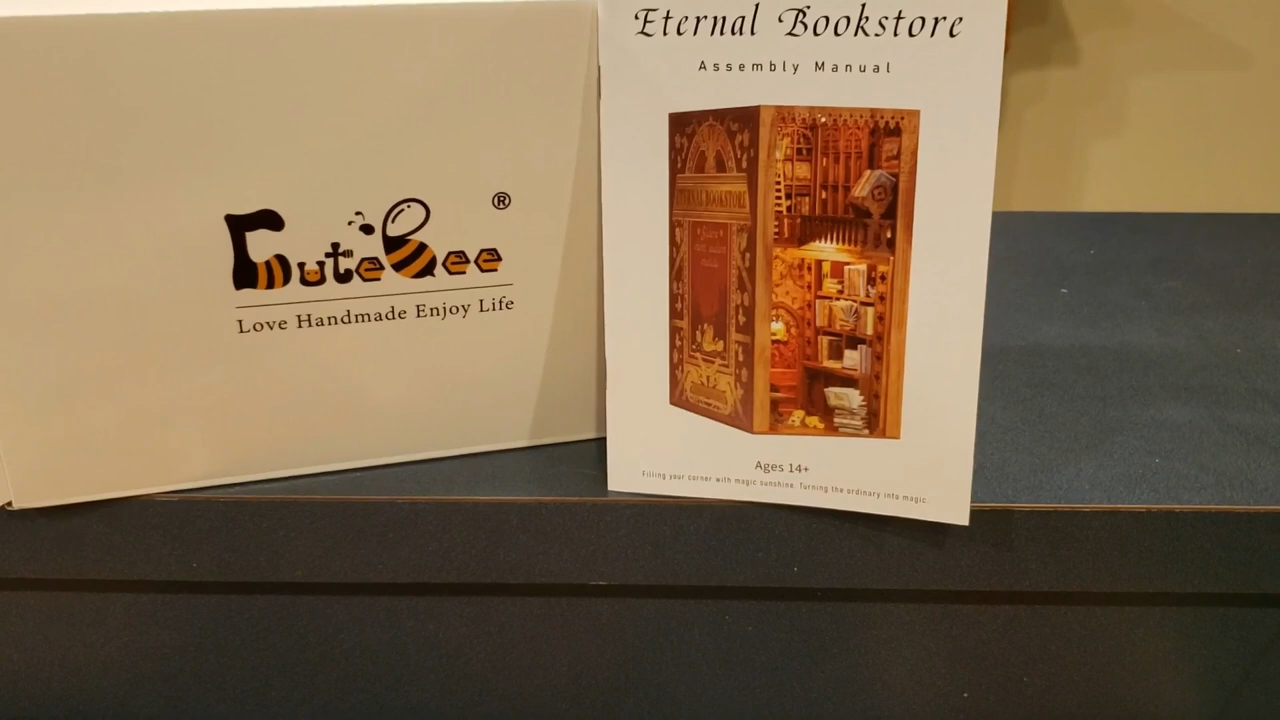 CuteBee®
Love Handmade Enjoy Life
Eternal Bookstore
Assembly Manual
ETERNAL BOOKSTORE
Ages 14+
Filling your corner with magic sunshine. Turning the ordinary into magic.